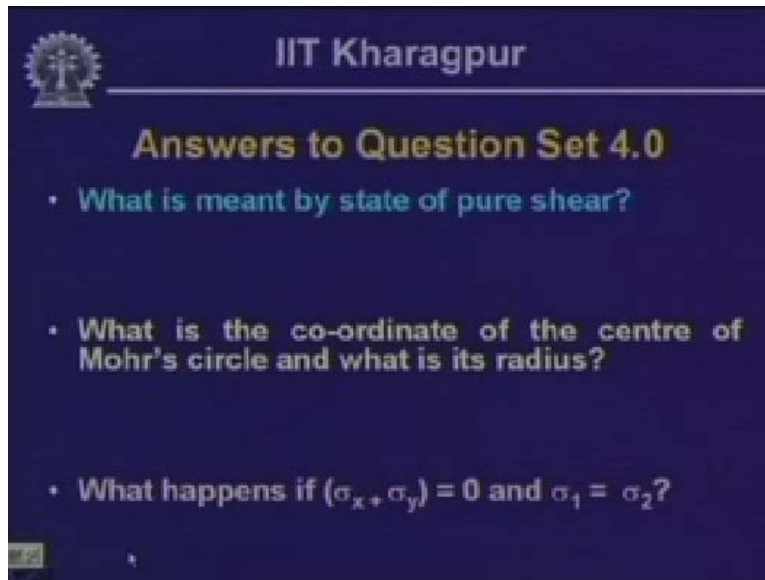 IIT Kharagpur
Answers to Question Set 4.0
• What is meant by state of pure shear?
• What is the co-ordinate of the centre of
Mohr's circle and what is its radius?
• What happens if (σx + σy) = 0 and σ1 = σ2?